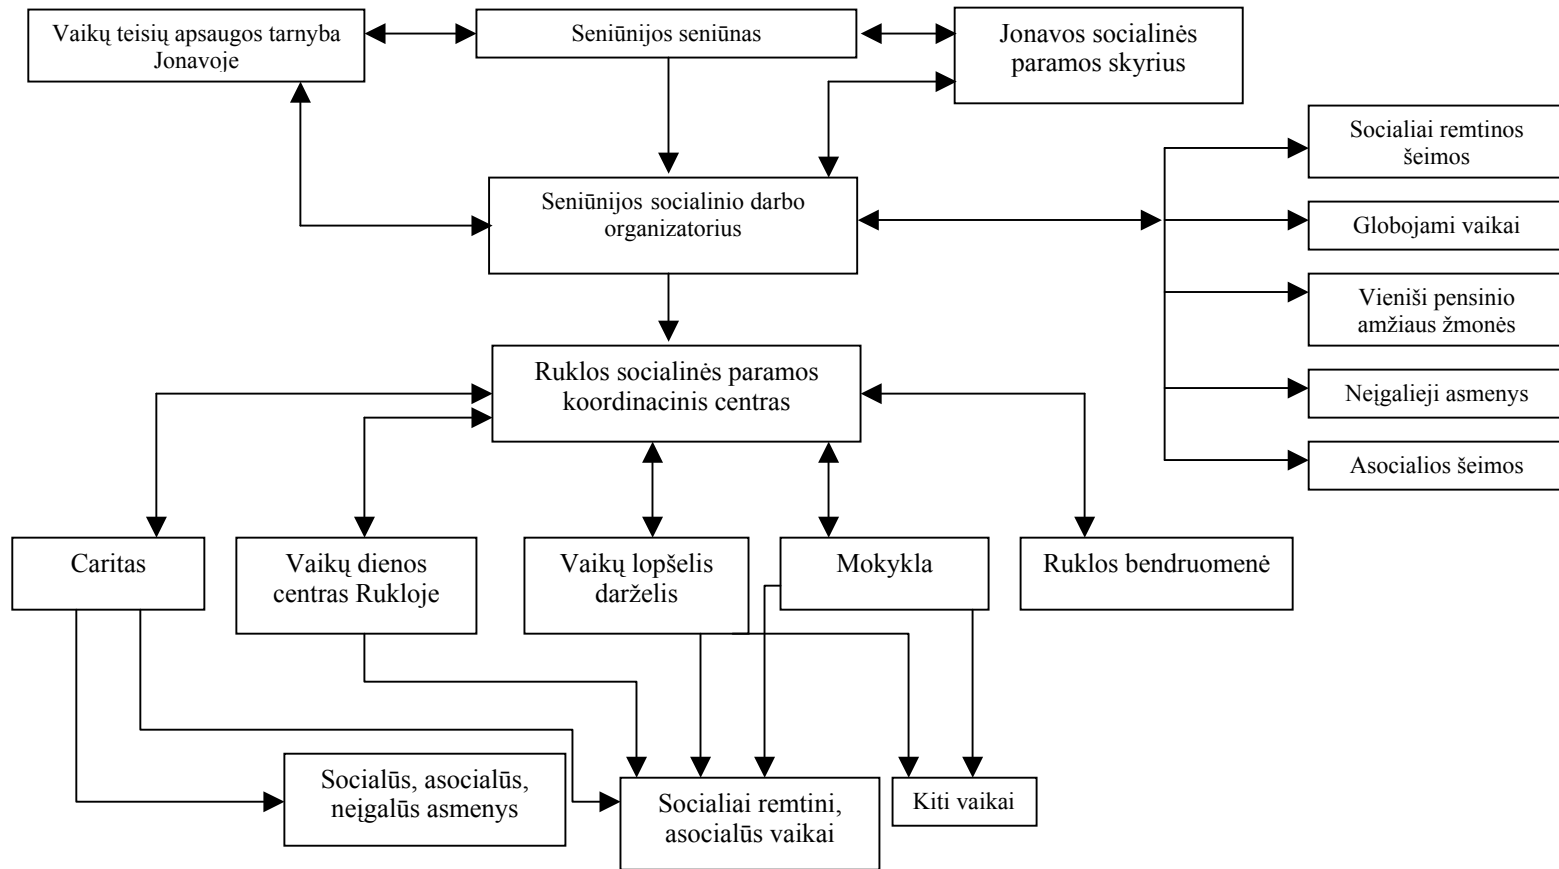 Vaikų teisių apsaugos tarnyba
Jonavoje
Seniūnijos seniūnas
Jonavos socialinės
paramos skyrius
Socialiai remtinos
šeimos
Seniūnijos socialinio darbo
organizatorius
Globojami vaikai
Vieniši pensinio
amžiaus žmonės
Ruklos socialinės paramos
koordinacinis centras
Neįgalieji asmenys
Asocialios šeimos
Caritas
Vaikų dienos
centras Rukloje
Vaikų lopšelis
darželis
Mokykla
Ruklos bendruomenė
Socialūs, asocialūs,
neįgalūs asmenys
Socialiai remtini,
asocialūs vaikai
Kiti vaikai